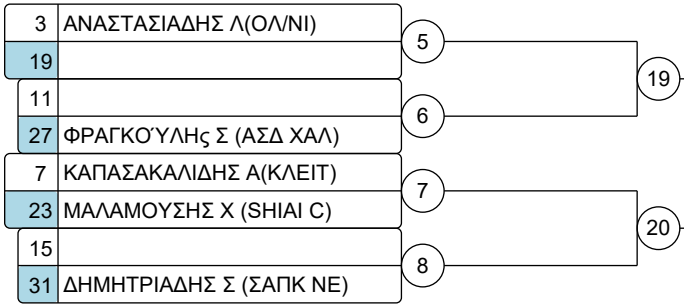 3 ΑΝΑΣΤΑΣΙΑΔΗΣ Λ(ΟΛ/ΝΙ)
19
5
11
27 ΦΡΑΓΚΟΎΛΗς Σ (ΑΣΔ ΧΑΛ)
6
19
7 ΚΑΠΑΣΑΚΑΛΙΔΗΣ Α(ΚΛΕΙΤ)
23 ΜΑΛΑΜΟΥΣΗΣ Χ (SHIAI C)
7
15
31 ΔΗΜΗΤΡΙΑΔΗΣ Σ (ΣΑΠΚ ΝΕ)
8
20